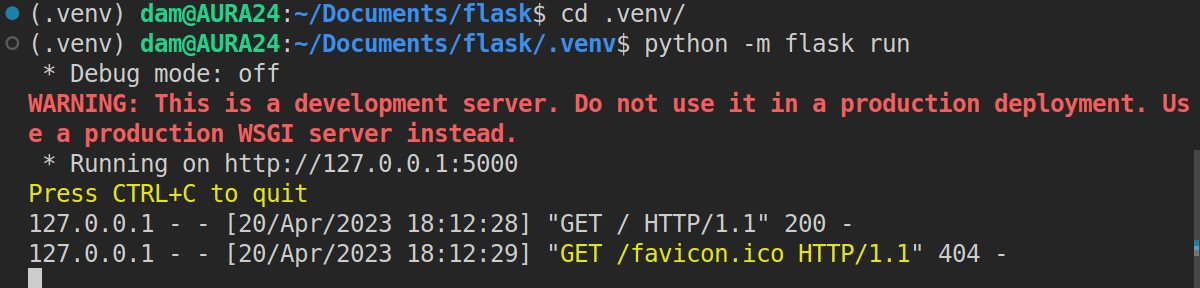 (.venv) dam@AURA24:~/Documents/flask$ cd .venv/
(.venv) dam@AURA24:~/Documents/flask/.venv$ python -m flask run
 * Debug mode: off
WARNING: This is a development server. Do not use it in a production deployment. Us
e a production WSGI server instead.
 * Running on http://127.0.0.1:5000
Press CTRL+C to quit
127.0.0.1 - - [20/Apr/2023 18:12:28] "GET / HTTP/1.1" 200 -
127.0.0.1 - - [20/Apr/2023 18:12:29] "GET /favicon.ico HTTP/1.1" 404 -